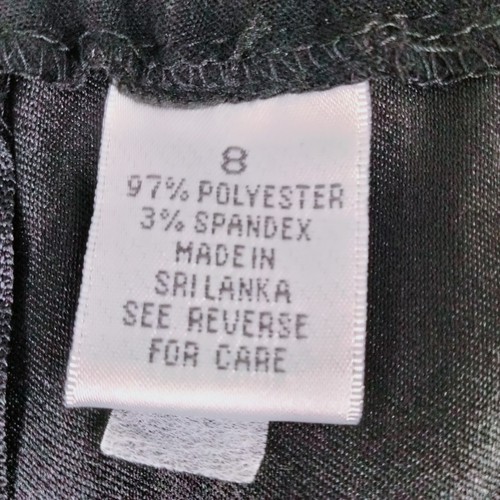 8
97% POLYESTER
3% SPANDEX
MADE IN
SRI LANKA
SEE REVERSE
FOR CARE